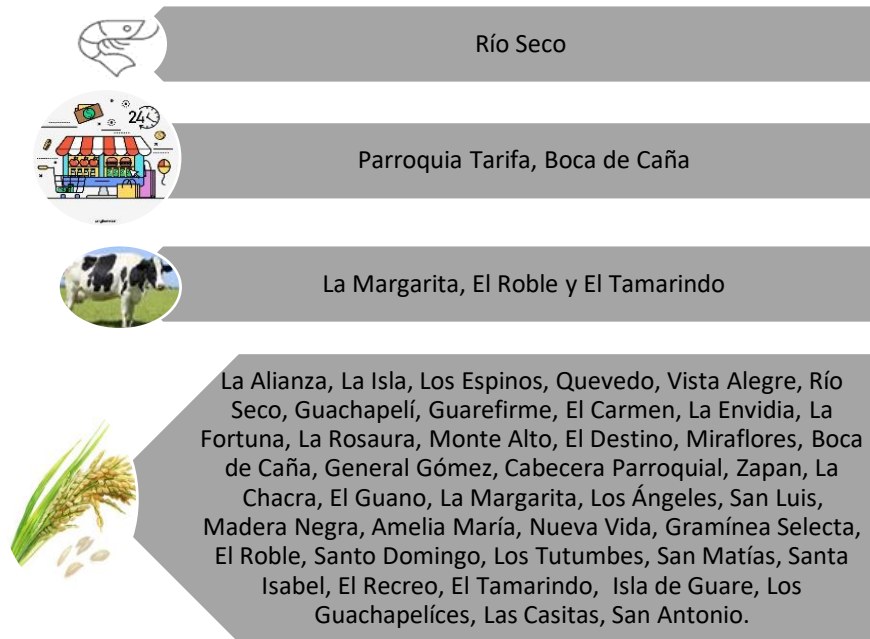 Río Seco
24
Parroquia Tarifa, Boca de Caña
La Margarita, El Roble y El Tamarindo
La Alianza, La Isla, Los Espinos, Quevedo, Vista Alegre, Río
Seco, Guachapelí, Guarefirme, El Carmen, La Envidia, La
Fortuna, La Rosaura, Monte Alto, El Destino, Miraflores, Boca
de Caña, General Gómez, Cabecera Parroquial, Zapan, La
Chacra, El Guano, La Margarita, Los Ángeles, San Luis,
Madera Negra, Amelia María, Nueva Vida, Gramínea Selecta,
El Roble, Santo Domingo, Los Tutumbes, San Matías, Santa
Isabel, El Recreo, El Tamarindo, Isla de Guare, Los
Guachapelíces, Las Casitas, San Antonio.